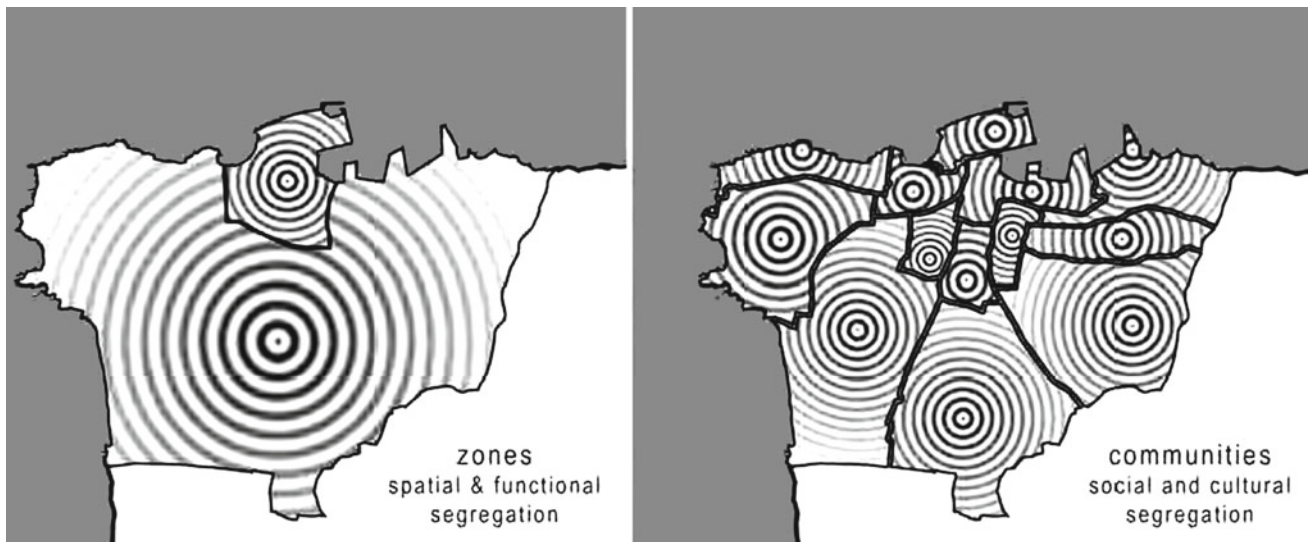 zones
spatial & functional
segregation
communities
social and cultural
segregation